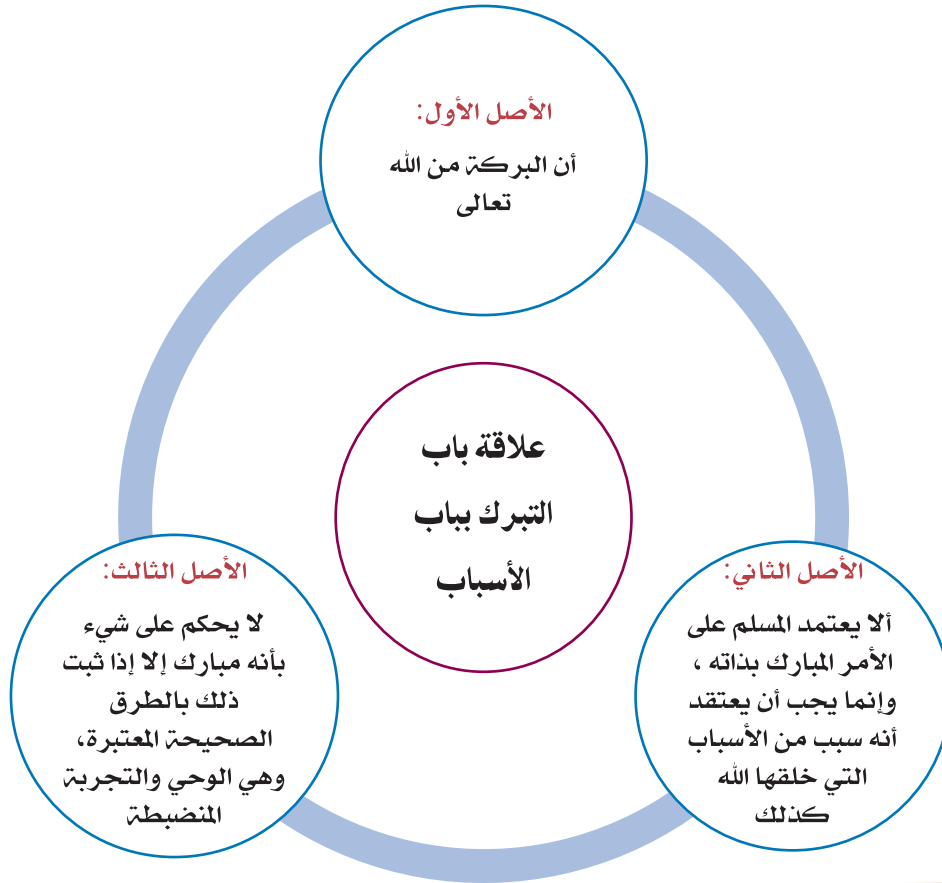 الأصل الأول:
أن البركة من الله
تعالى
علاقة باب
التبرك بباب
الأسباب
الأصل الثاني:
ألا يعتمد المسلم على
الأمر المبارك بذاته ،
وإنما يجب أن يعتقد
أنه سبب من الأسباب
التي خلقها الله
كذلك
الأصل الثالث:
لا يحكم على شيء
بأنه مبارك إلا إذا ثبت
ذلك بالطرق
الصحيحة المعتبرة،
وهي الوحي والتجربة
المنضبطة